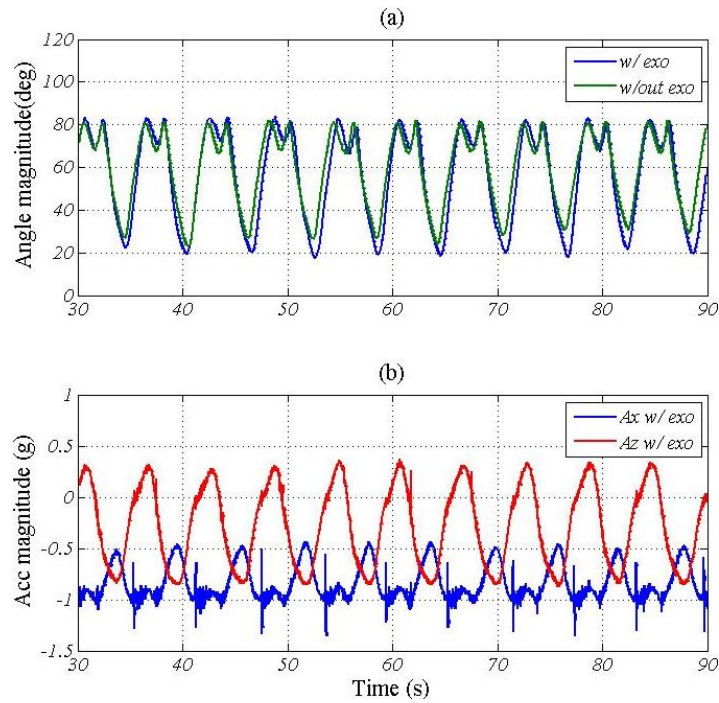 (a)
120
100
80
60
40
20
0
Angle magnitude(deg)
w/ exo
w/out exo
30 40 50 60 70 80 90
(b)
1
0.5
0
-0.5
-1
-1.5
Acc magnitude (g)
Ax w/ exo
Az w/ exo
30 40 50 60 70 80 90
Time (s)